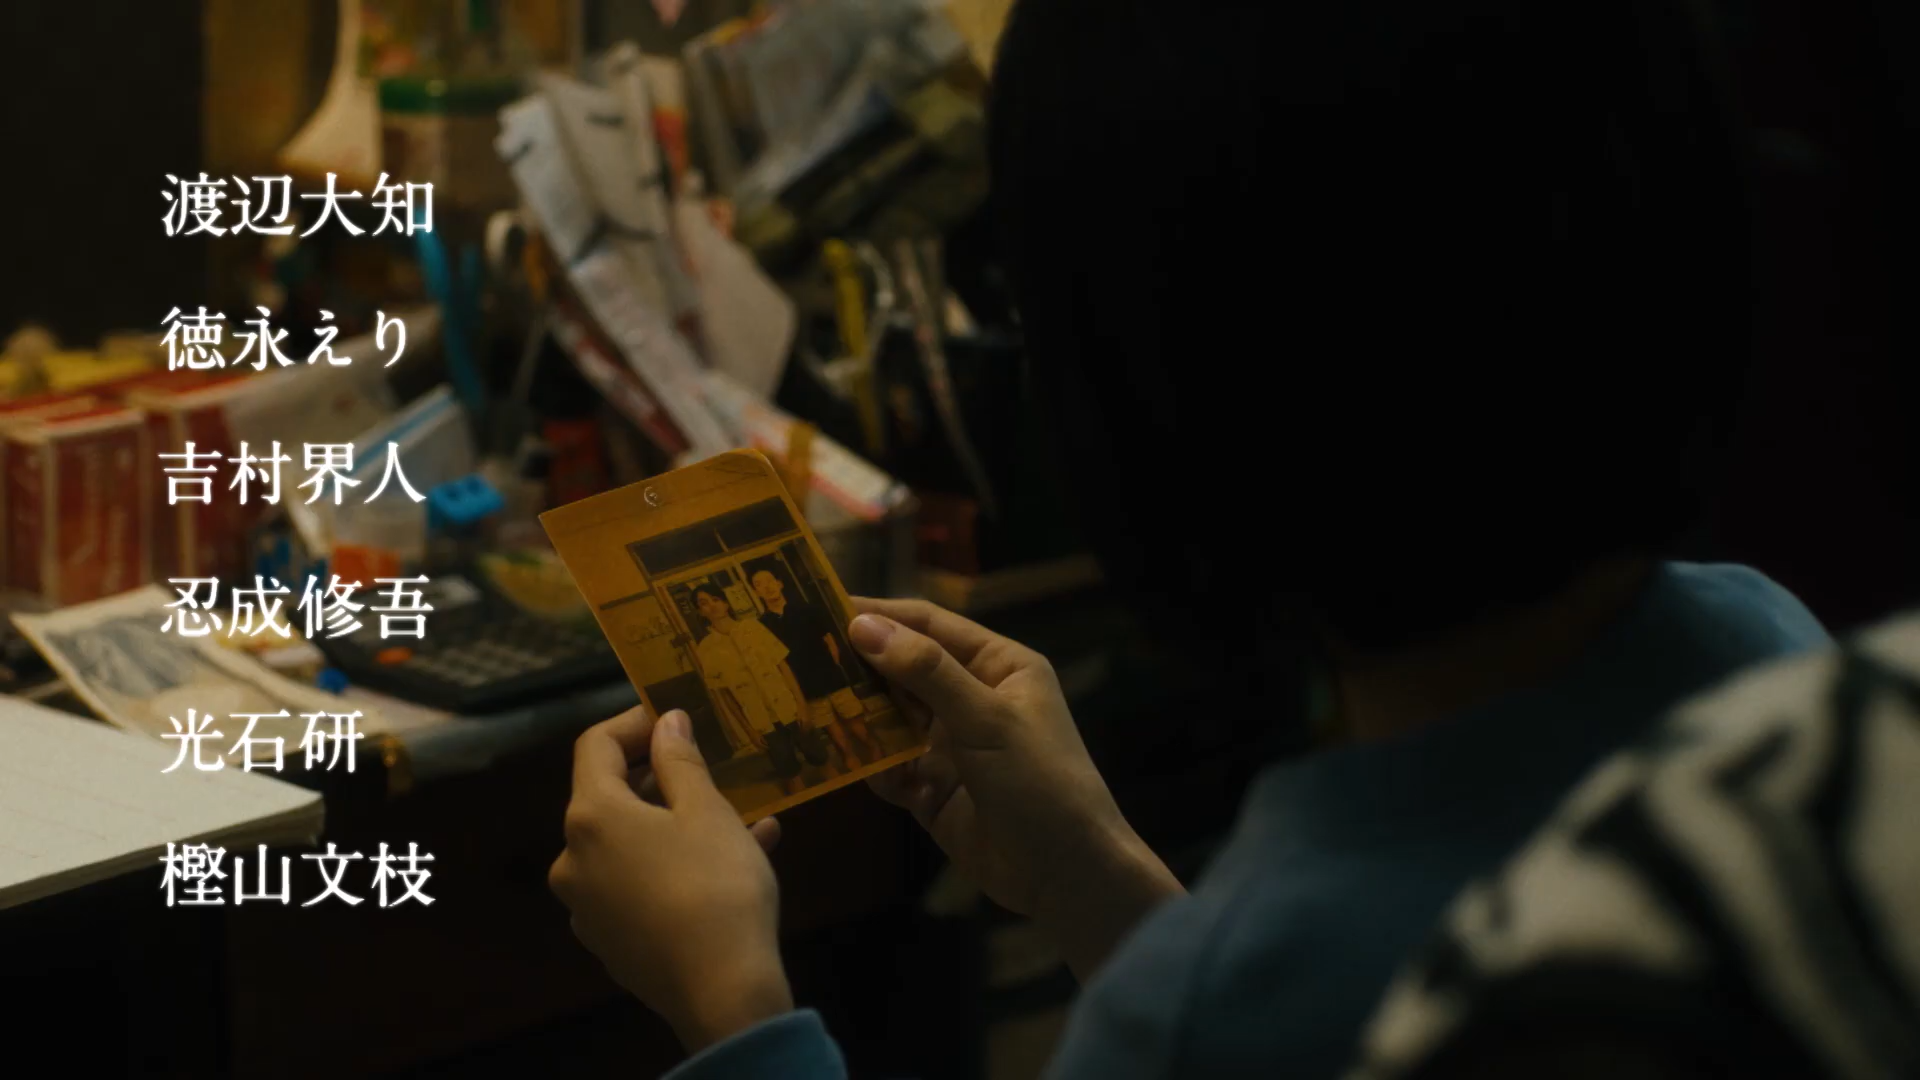 渡辺大知
徳永えり
吉村界人
忍成修吾
光石研
樫山文枝